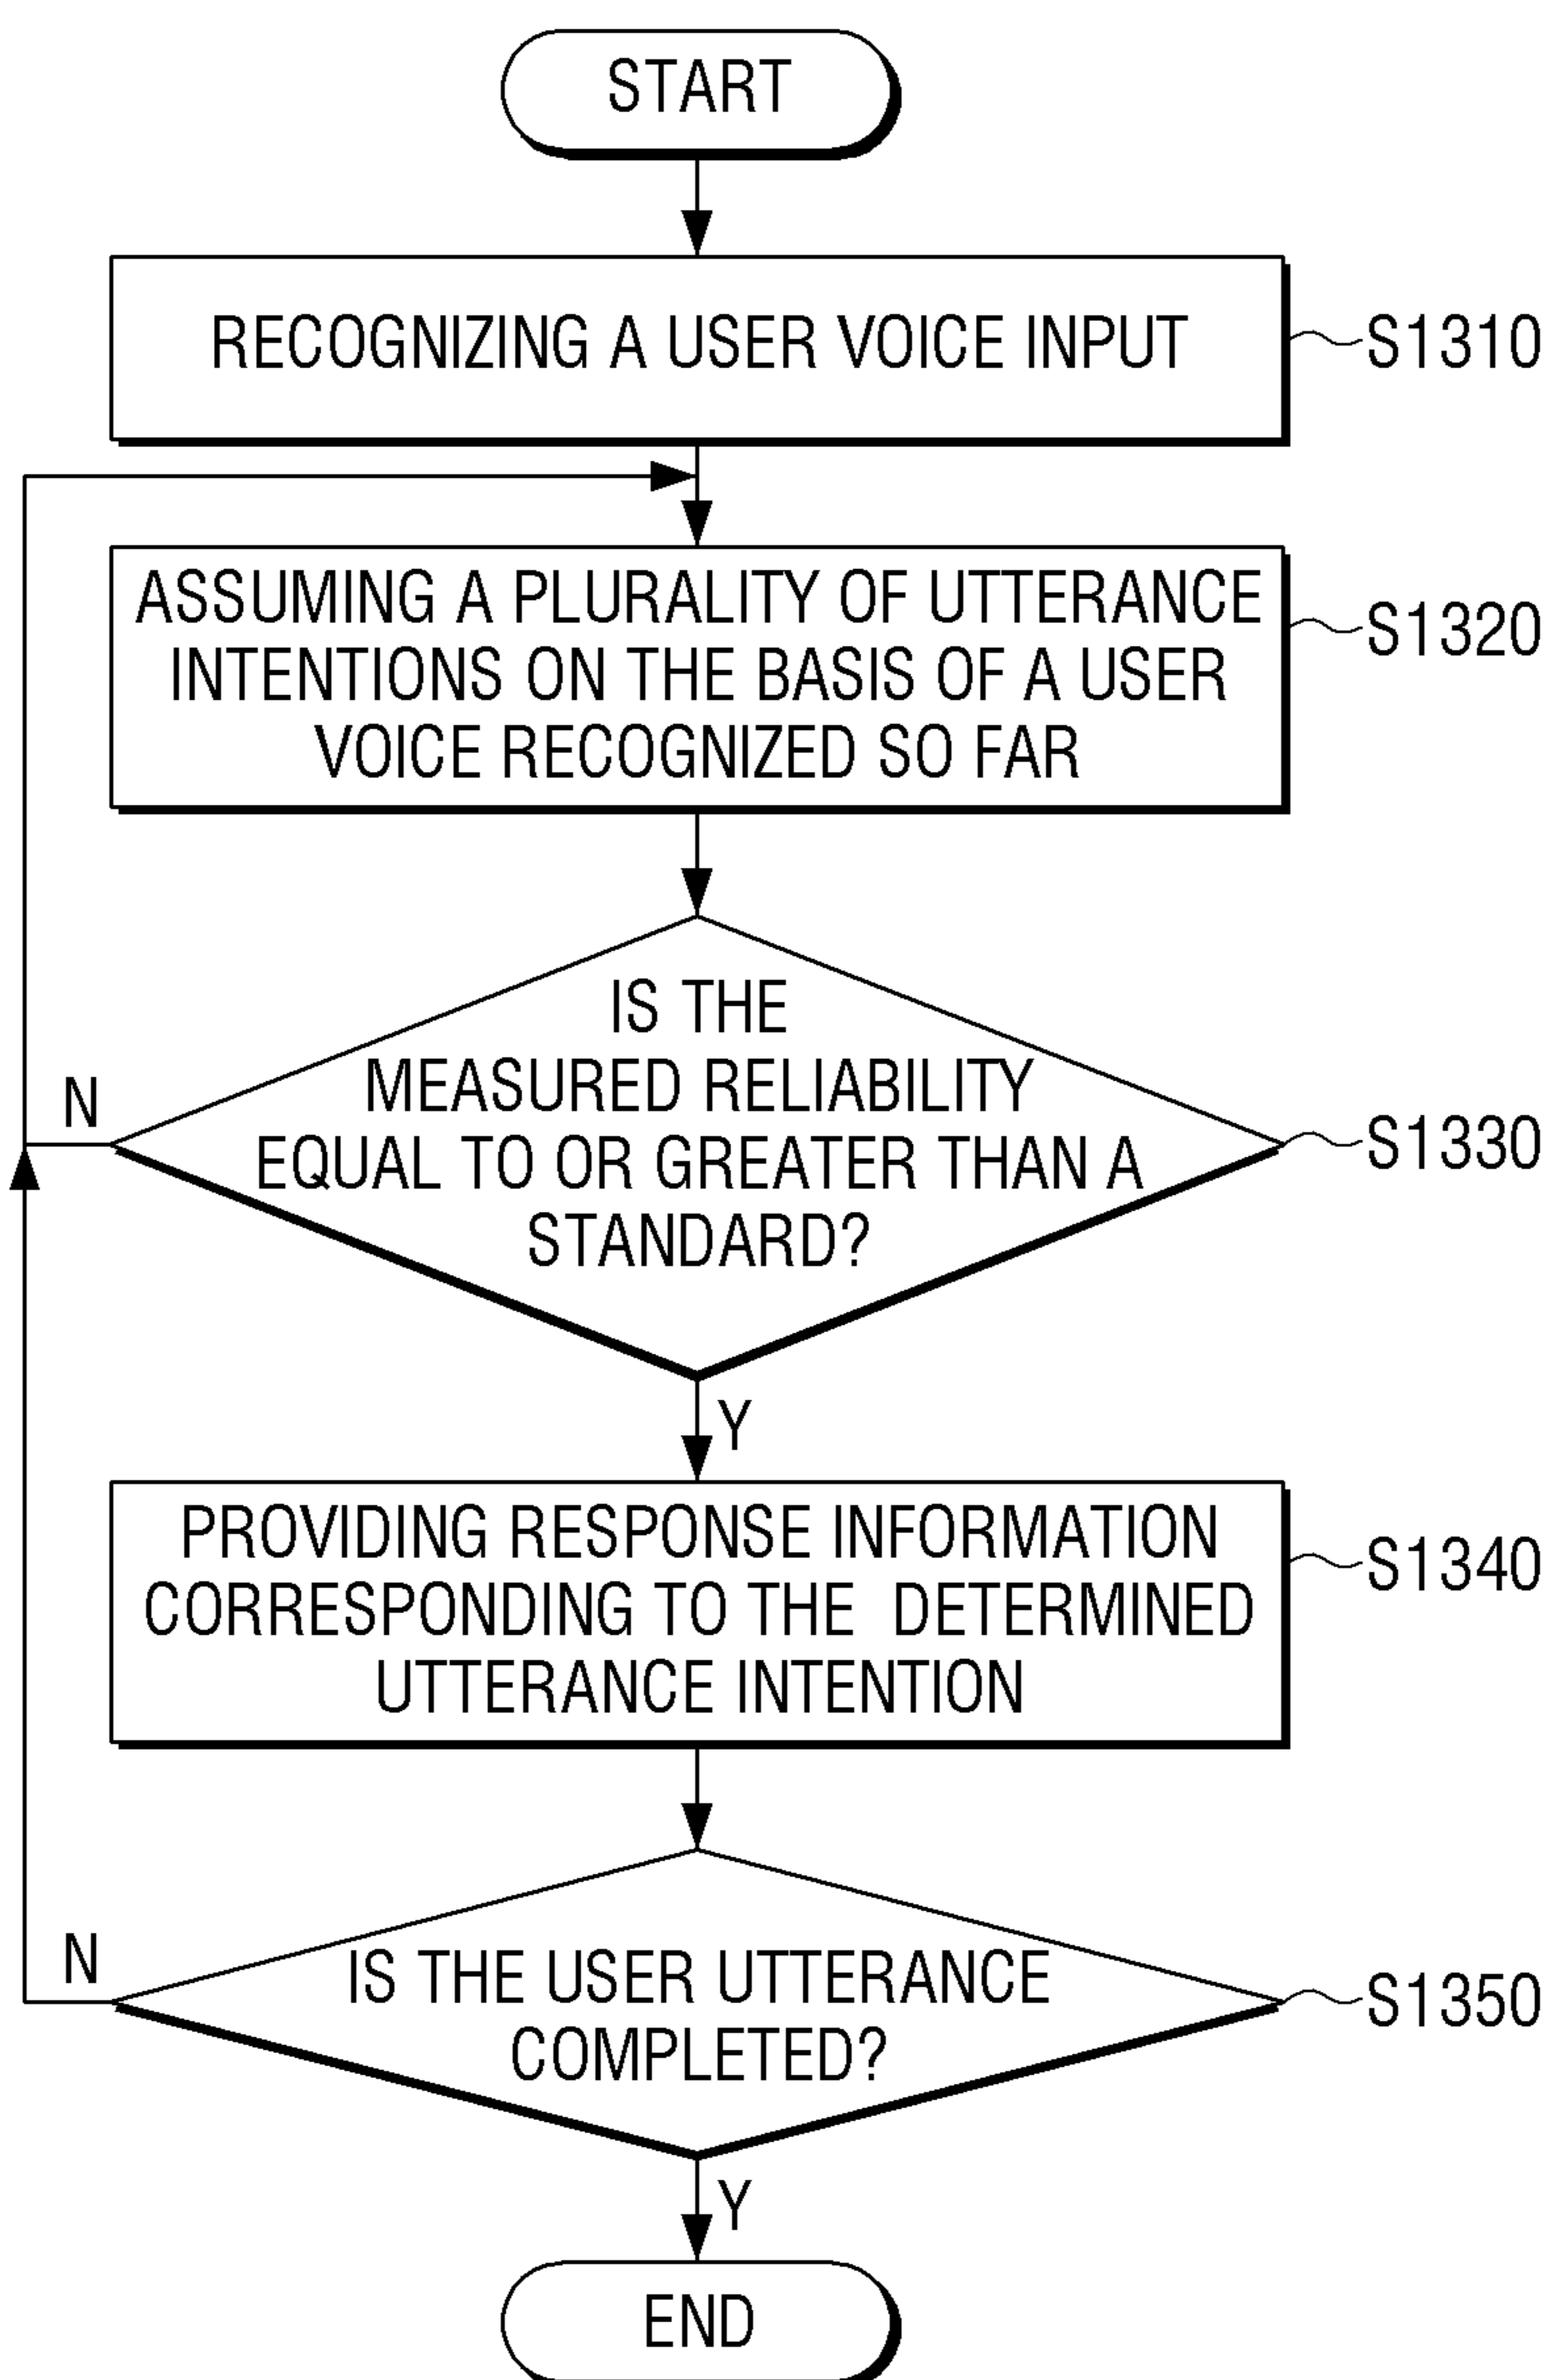 START
RECOGNIZING A USER VOICE INPUT
S1310
ASSUMING A PLURALITY OF UTTERANCE
INTENTIONS ON THE BASIS OF A USER
VOICE RECOGNIZED SO FAR
S1320
IS THE
MEASURED RELIABILITY
EQUAL TO OR GREATER THAN A
STANDARD?
S1330
N
Y
PROVIDING RESPONSE INFORMATION
CORRESPONDING TO THE DETERMINED
UTTERANCE INTENTION
S1340
IS THE USER UTTERANCE
COMPLETED?
S1350
N
Y
END